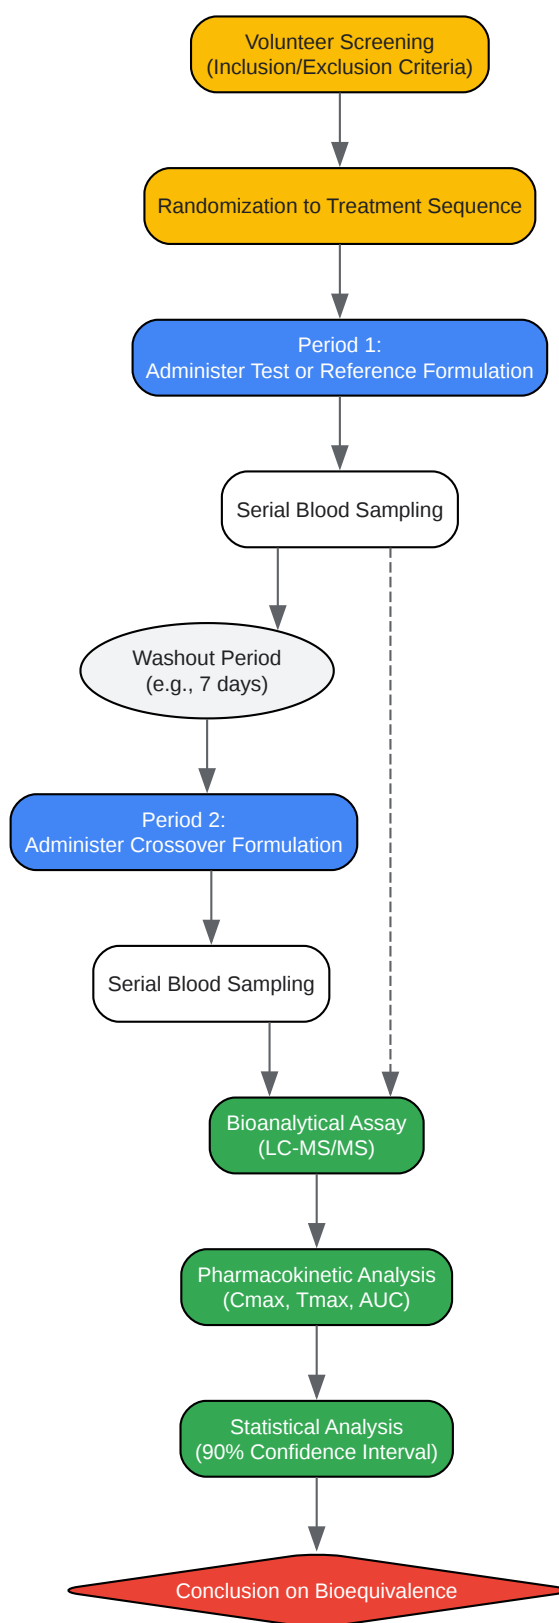 Volunteer Screening
(Inclusion/Exclusion Criteria)
Randomization to Treatment Sequence
Period 1:
Administer Test or Reference Formulation
Serial Blood Sampling
Washout Period
(e.g., 7 days)
Period 2:
Administer Crossover Formulation
Serial Blood Sampling
Bioanalytical Assay
(LC-MS/MS)
Pharmacokinetic Analysis
(Cmax, Tmax, AUC)
Statistical Analysis
(90% Confidence Interval)
Conclusion on Bioequivalence